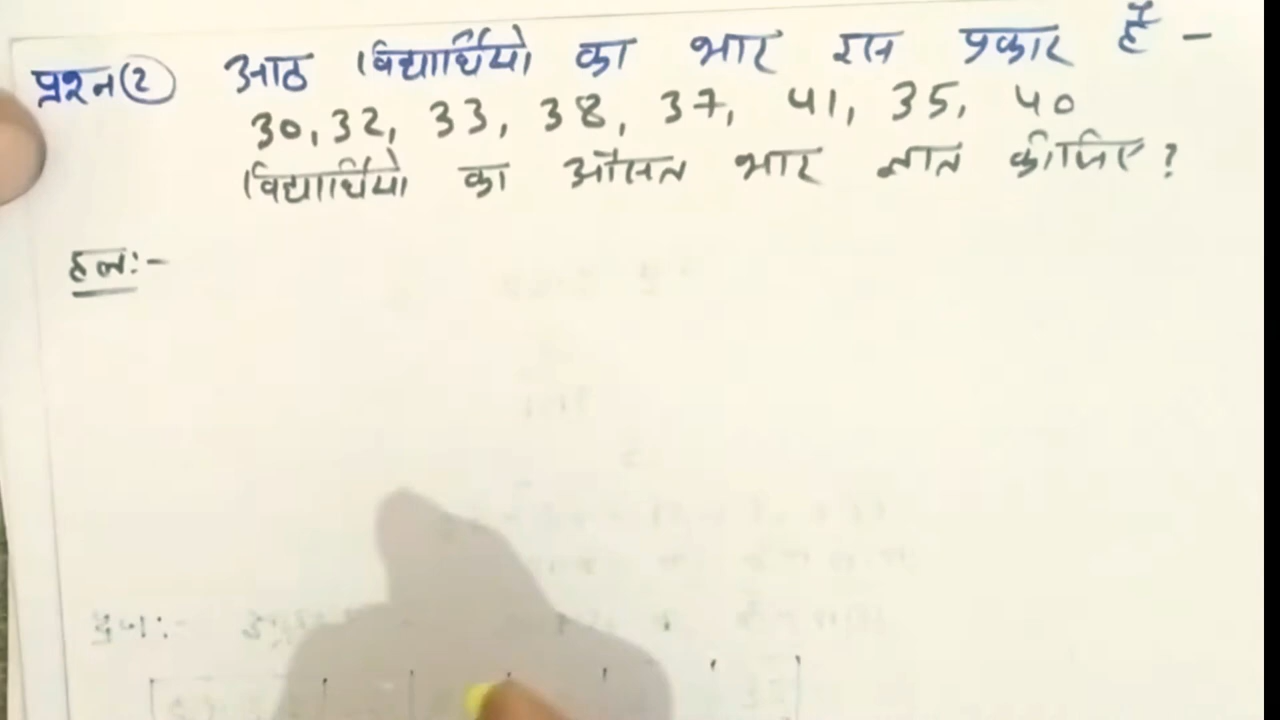 प्रश्न② आठ विद्यार्थियो का भार इस प्रकार है -
30, 32, 33, 38, 37, 41, 35, 40
विद्यार्थियो का औसत भार ज्ञात कीजिए ?
हल:-